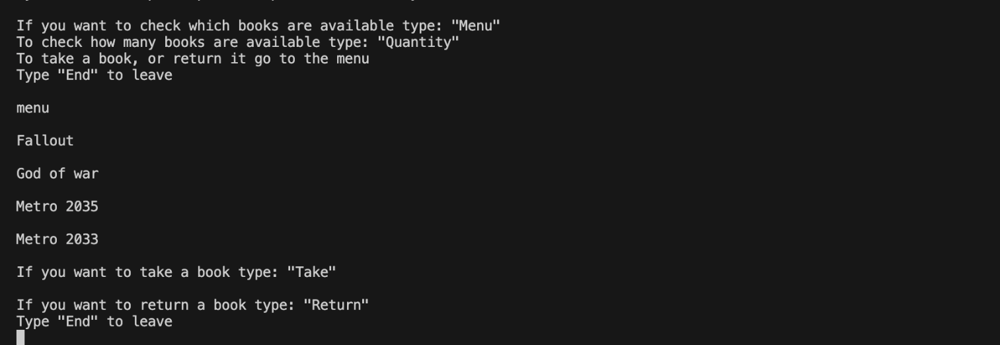 If you want to check which books are available type: "Menu"
To check how many books are available type: "Quantity"
To take a book, or return it go to the menu
Type "End" to leave
menu
Fallout
God of war
Metro 2035
Metro 2033
If you want to take a book type: "Take"
If you want to return a book type: "Return"
Type "End" to leave